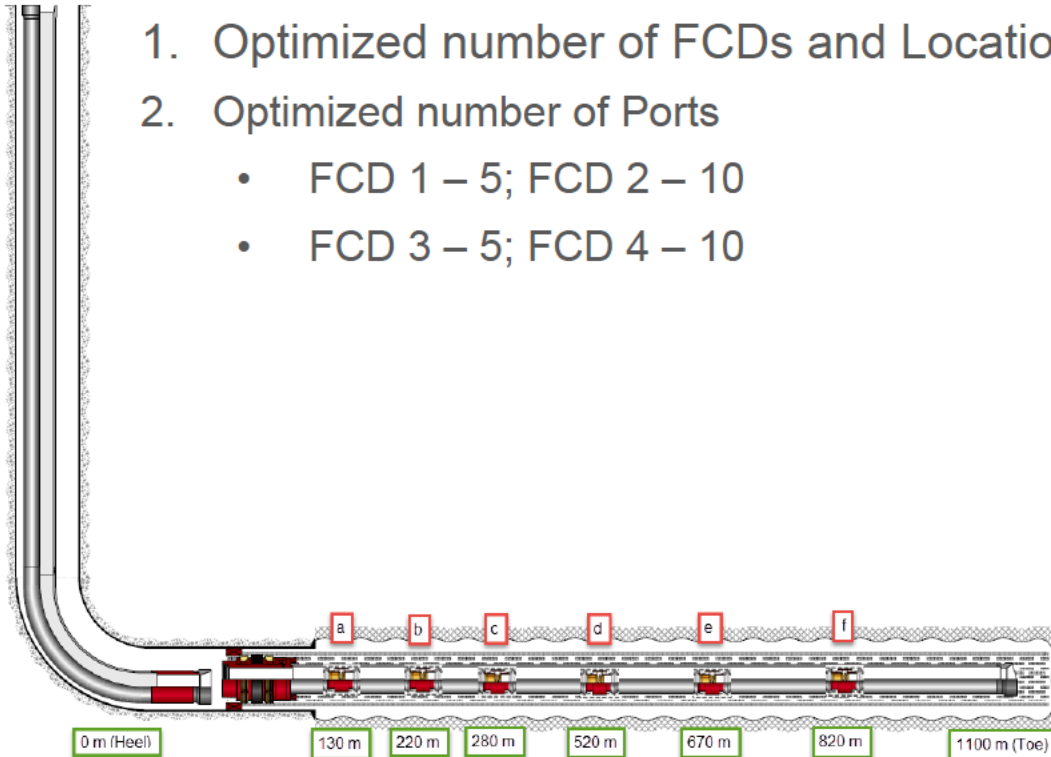 1. Optimized number of FCDs and Locatio
2. Optimized number of Ports
• FCD 1 – 5; FCD 2 – 10
• FCD 3 – 5; FCD 4 – 10
a b c d e f
0 m (Heel) 130 m 220 m 280 m 520 m 670 m 820 m 1100 m (Toe)